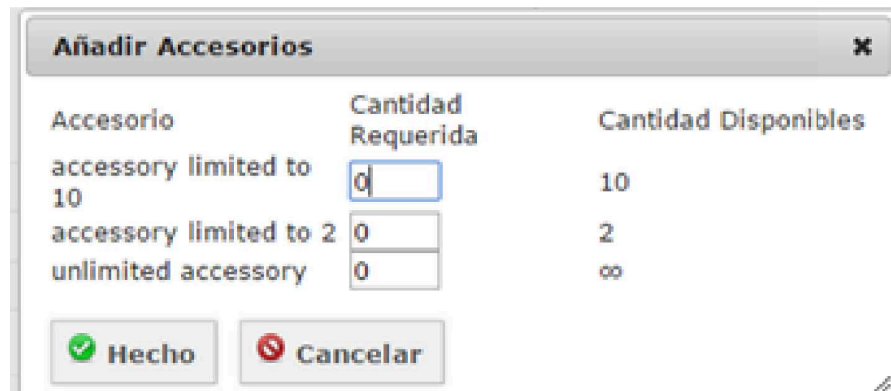 Añadir Accesorios
Accesorio Cantidad Requerida Cantidad Disponibles
accessory limited to 10 0 10
accessory limited to 2 0 2
unlimited accessory 0 ∞
Hecho Cancelar